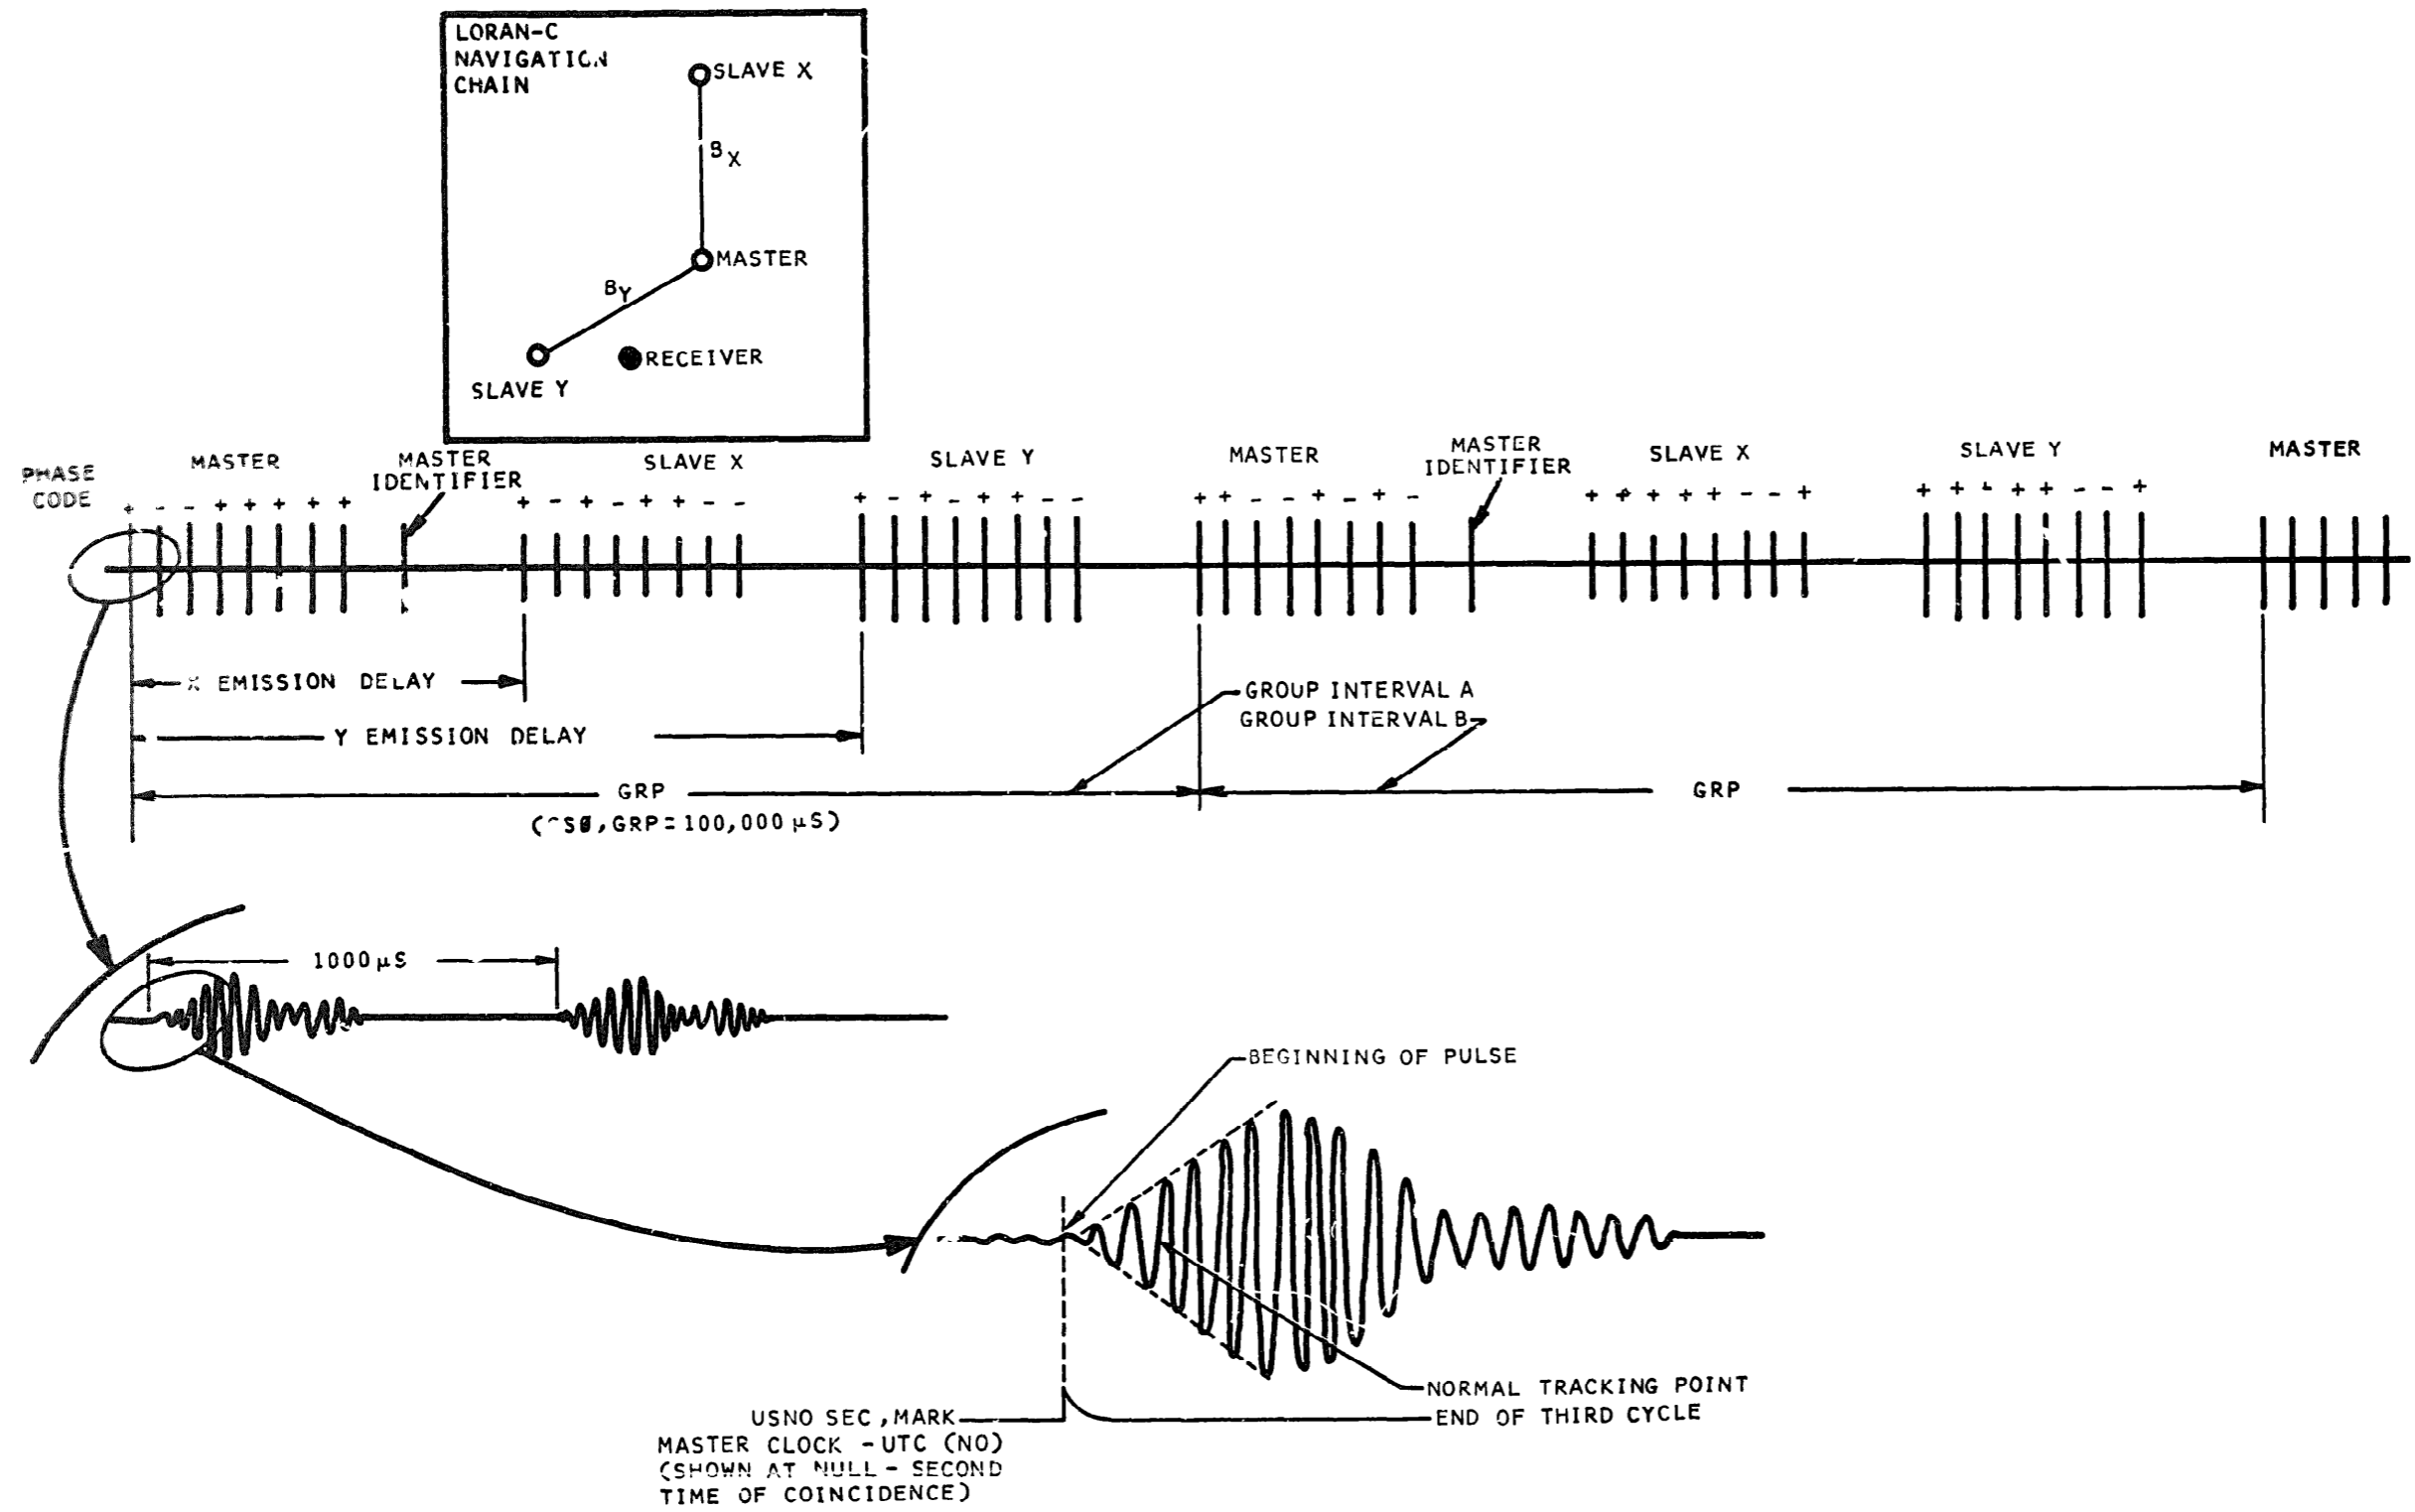 LORAN-C
NAVIGATION
CHAIN
SLAVE X
B X
MASTER
B Y
RECEIVER
SLAVE Y
PHASE
CODE
MASTER
MASTER
IDENTIFIER
SLAVE X
SLAVE Y
MASTER
MASTER
IDENTIFIER
SLAVE X
SLAVE Y
MASTER
+ - - + + + + +
+ - + - + + - -
+ - + - + + - -
+ + - - + - + -
+ + + + + - - +
+ + + + + - - +
X EMISSION DELAY
Y EMISSION DELAY
GROUP INTERVAL A
GROUP INTERVAL B
GRP
GRP
GRP=100,000 µS)
1000 µS
BEGINNING OF PULSE
NORMAL TRACKING POINT
END OF THIRD CYCLE
USNO SEC, MARK
MASTER CLOCK - UTC (NO)
(SHOWN AT NULL - SECOND
TIME OF COINCIDENCE)